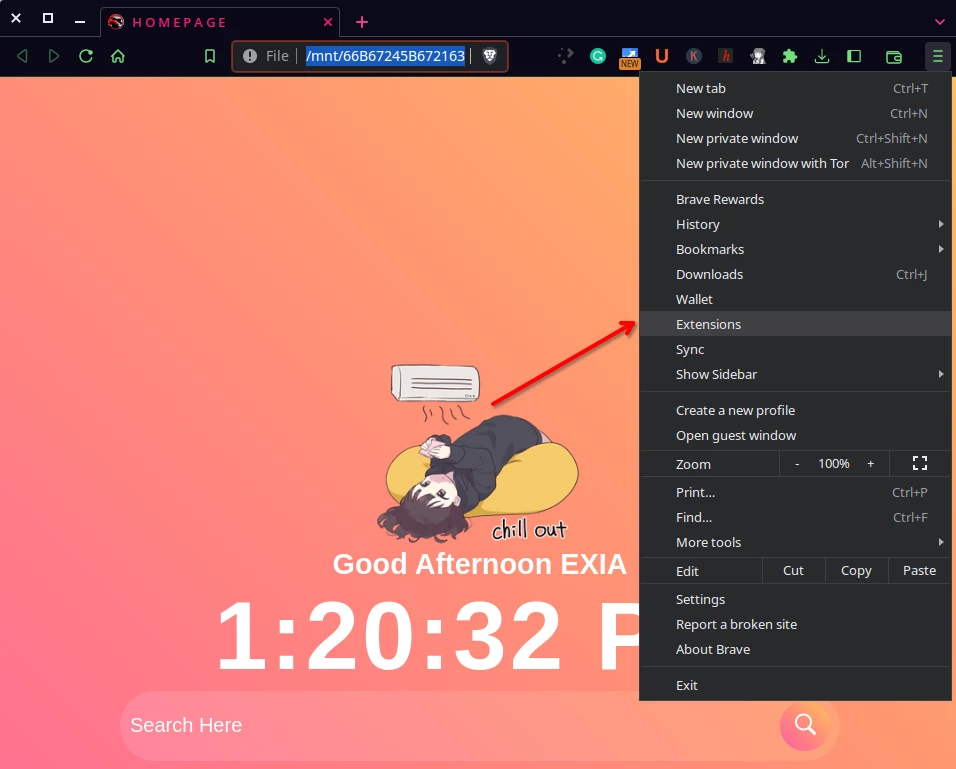 HOMEPAGE
File | /mnt/66B67245B672163
NEW
U
K
h
New tab Ctrl+T
New window Ctrl+N
New private window Ctrl+Shift+N
New private window with Tor Alt+Shift+N
Brave Rewards
History
Bookmarks
Downloads Ctrl+J
Wallet
Extensions
Sync
Show Sidebar
Create a new profile
Open guest window
Zoom - 100% +
Print... Ctrl+P
Find... Ctrl+F
More tools
Edit Cut Copy Paste
Settings
Report a broken site
About Brave
Exit
chill out
Good Afternoon EXIA
1:20:32 P
Search Here